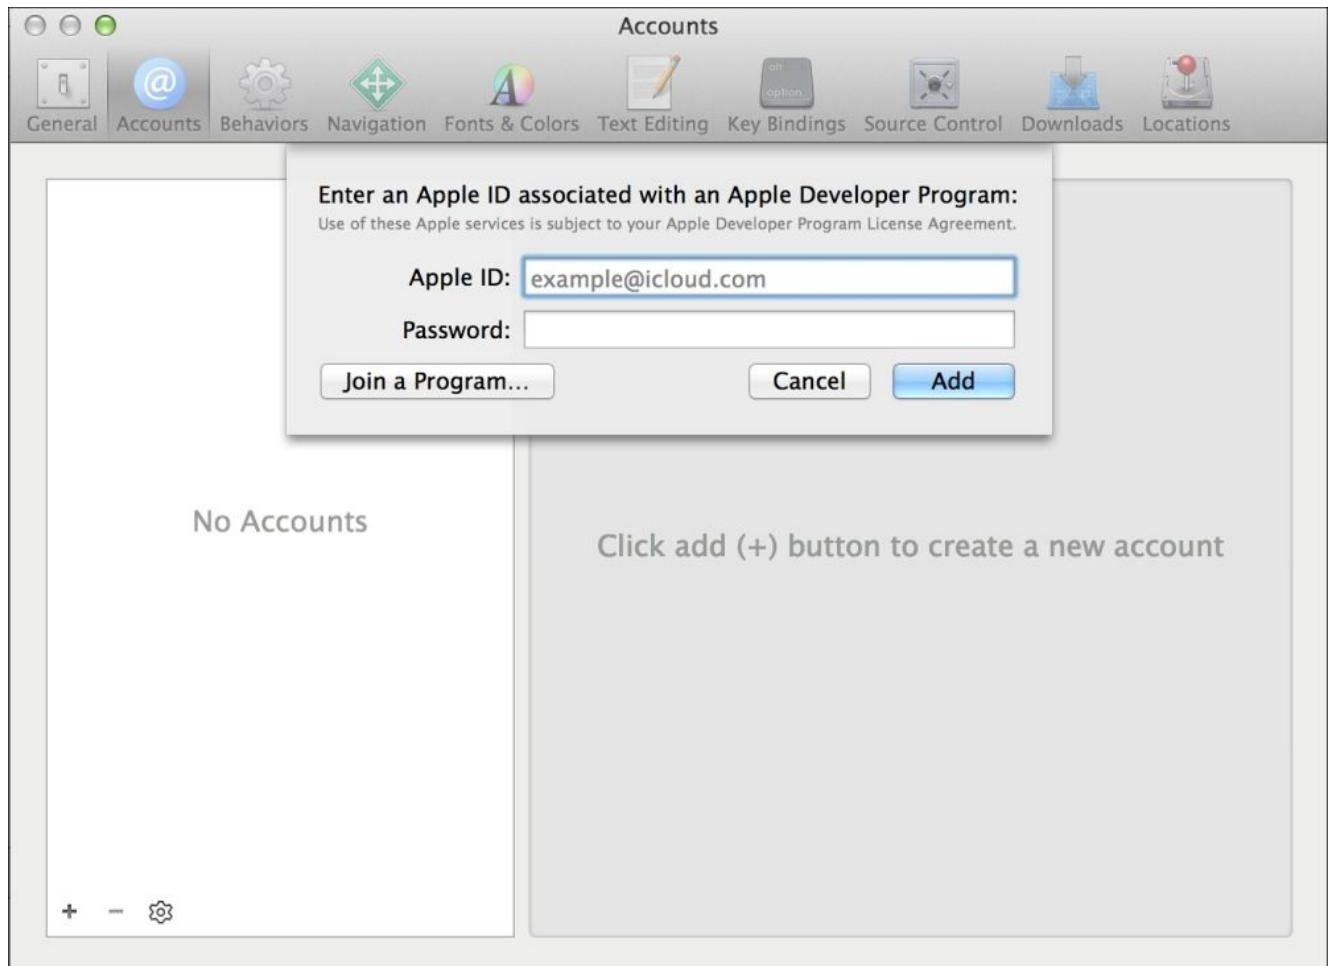 Accounts
General Accounts Behaviors Navigation Fonts & Colors Text Editing Key Bindings Source Control Downloads Locations
alt
option
Enter an Apple ID associated with an Apple Developer Program:
Use of these Apple services is subject to your Apple Developer Program License Agreement.
Apple ID: example@icloud.com
Password:
Join a Program... Cancel Add
No Accounts
Click add (+) button to create a new account